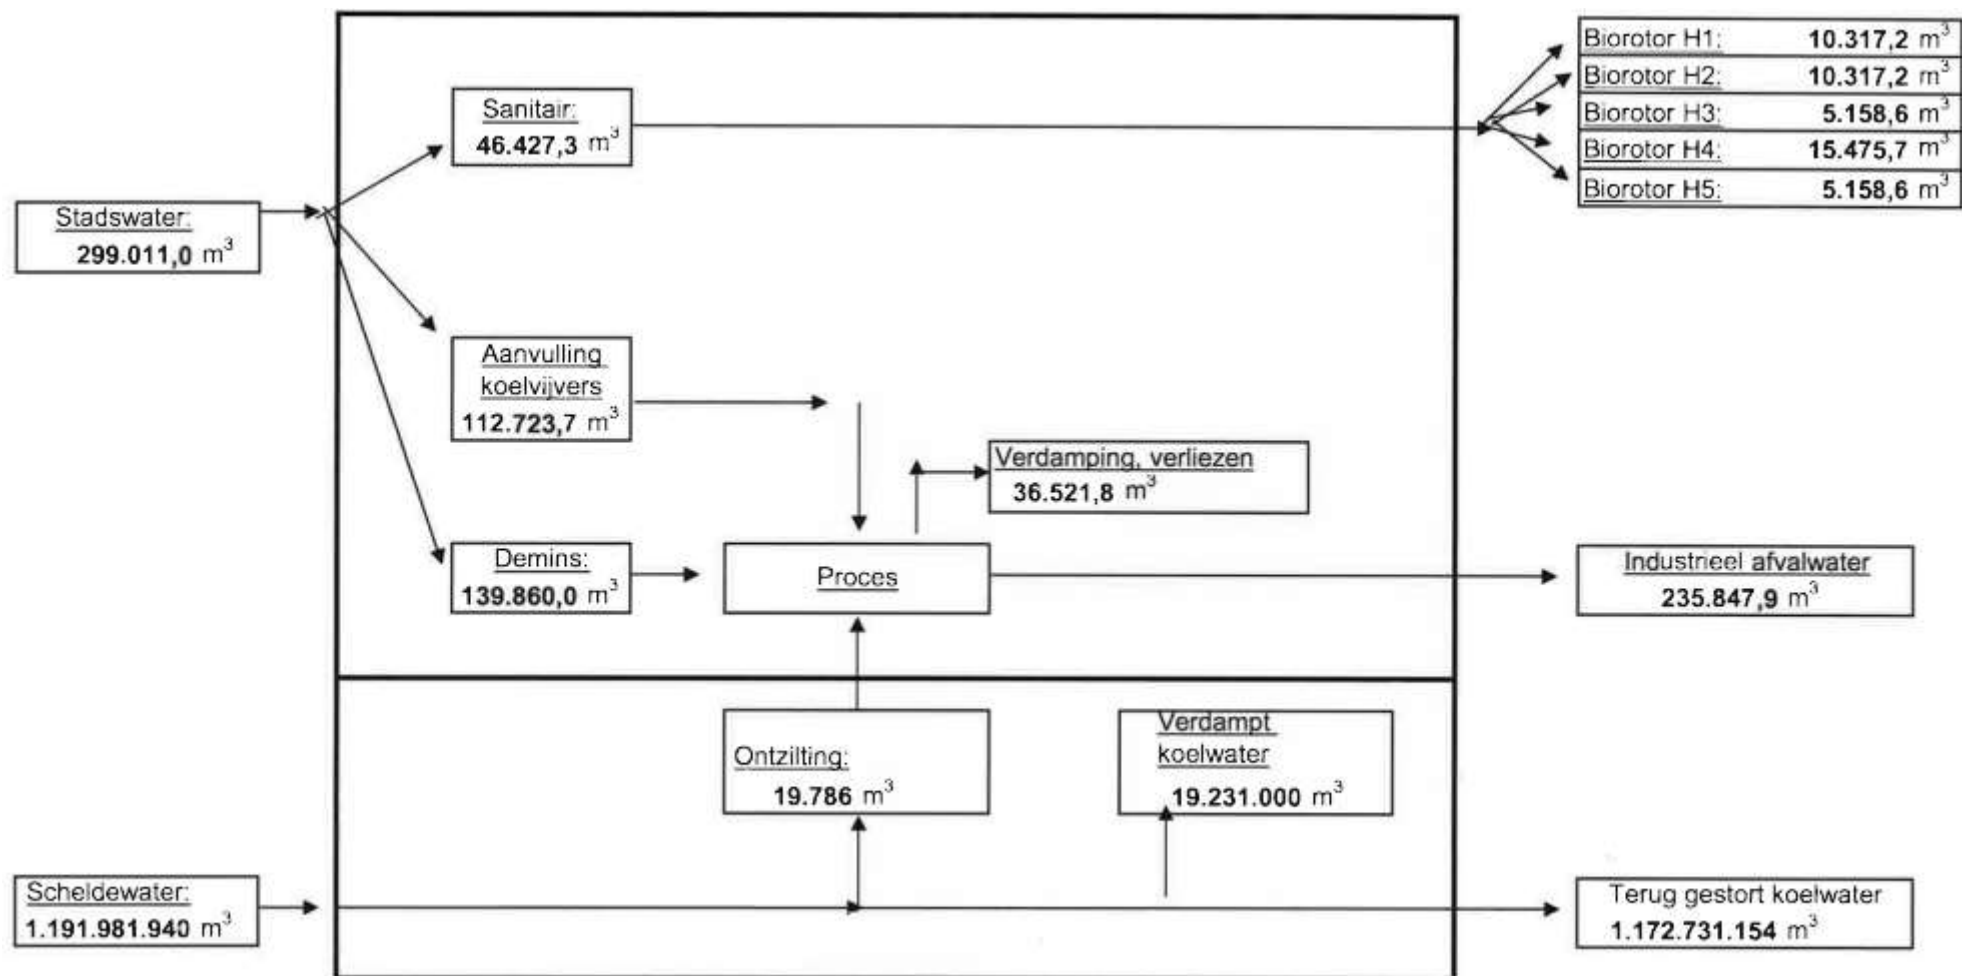 Biorotor H1: 10.317,2 m³
Biorotor H2: 10.317,2 m³
Biorotor H3: 5.158,6 m³
Biorotor H4: 15.475,7 m³
Biorotor H5: 5.158,6 m³
Sanitair:
46.427,3 m³
Stadswater:
299.011,0 m³
Aanvulling
koelvijvers
112.723,7 m³
Verdamping, verliezen
36.521,8 m³
Demins:
139.860,0 m³
Proces
Industrieel afvalwater
235.847,9 m³
Ontzilting:
19.786 m³
Verdampt
koelwater
19.231.000 m³
Scheldewater:
1.191.981.940 m³
Terug gestort koelwater
1.172.731.154 m³